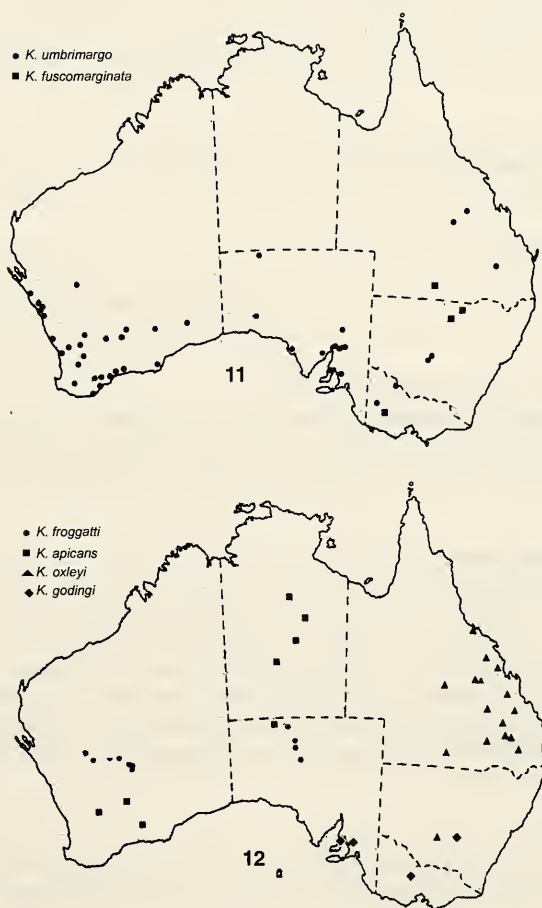 K. umbrimargo
K. fuscomarginata
11
K. froggatti
K. apicans
K. oxleyi
K. godingi
12